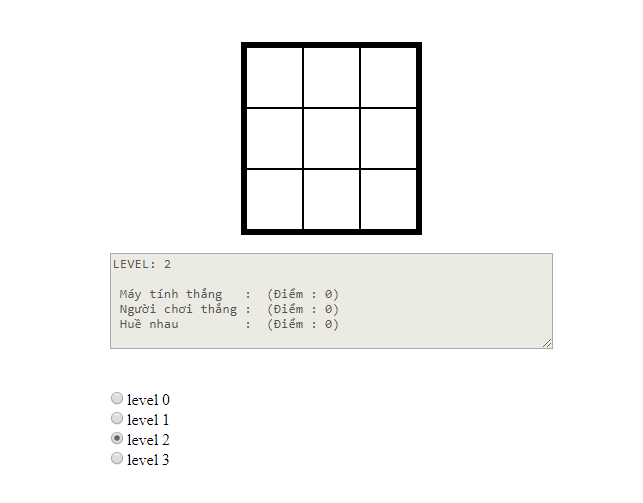 LEVEL: 2
Máy tính thắng : (Điểm : 0)
Người chơi thắng : (Điểm : 0)
Huề nhau : (Điểm : 0)
level 0
level 1
level 2
level 3